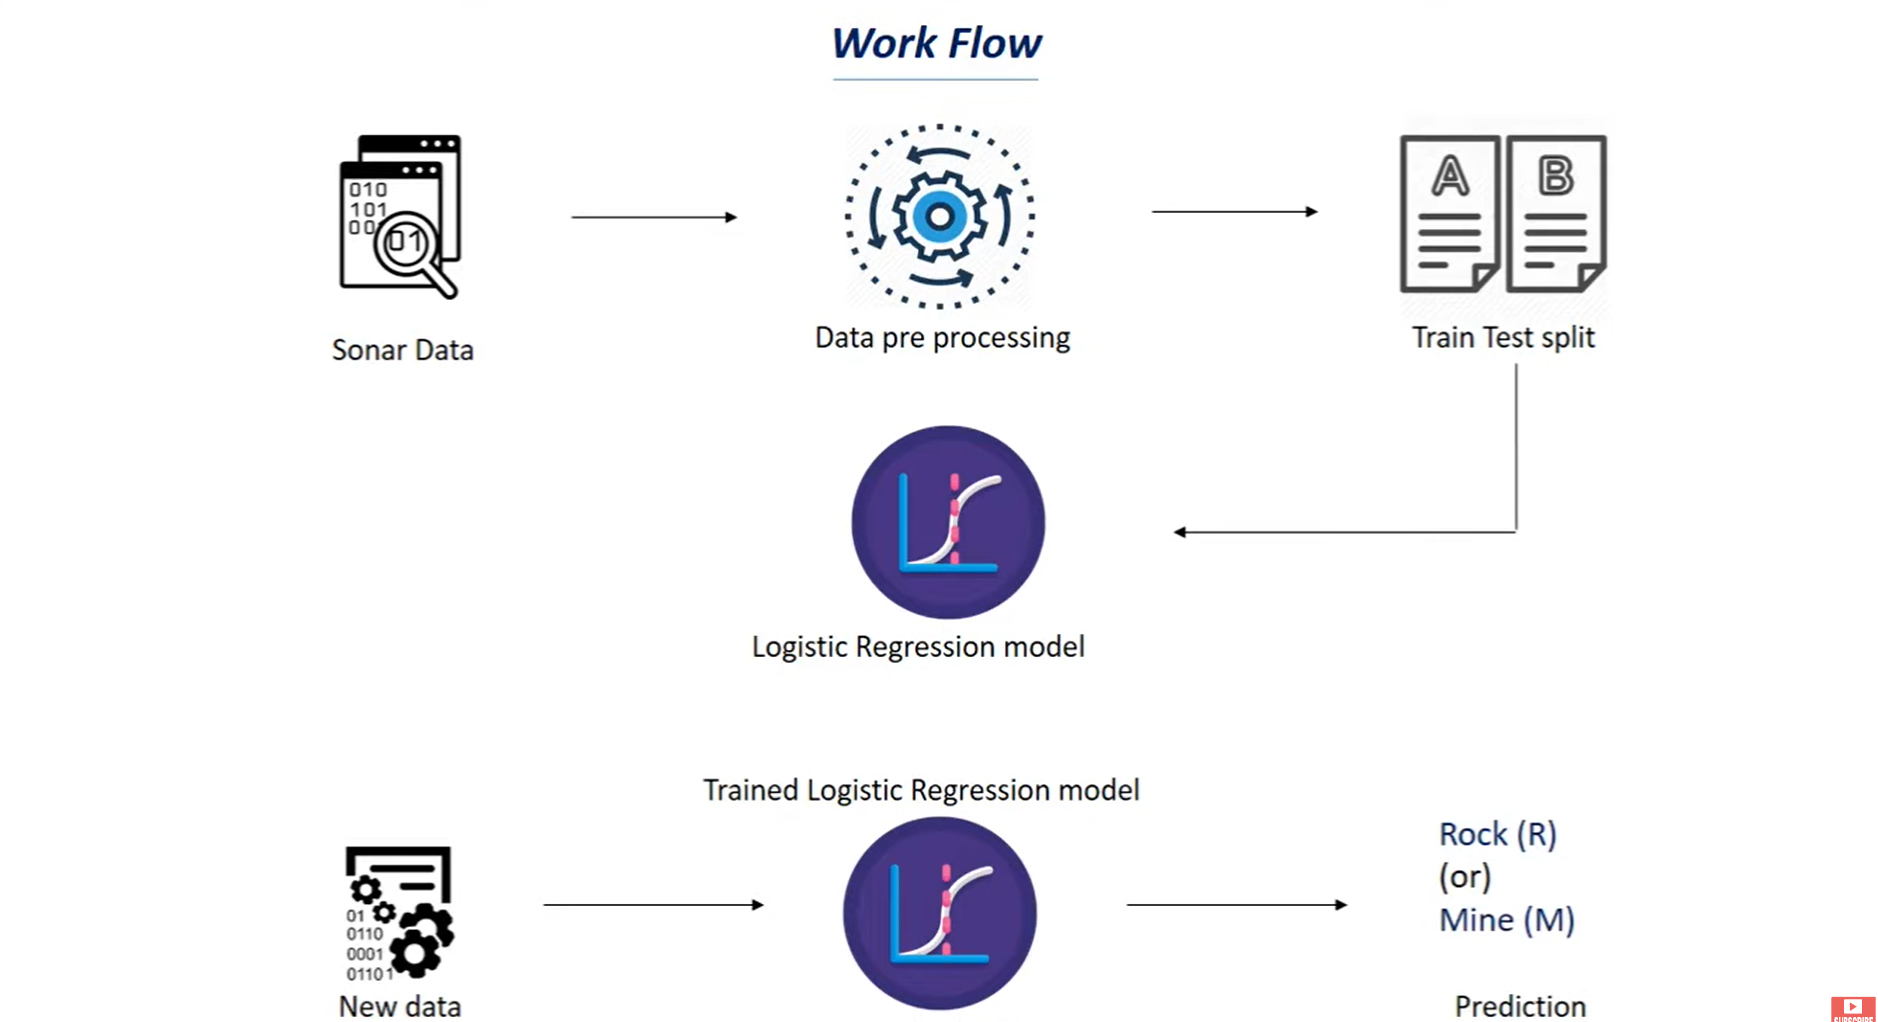 Work Flow
010
101
00
01
A
B
Sonar Data
Data pre processing
Train Test split
Logistic Regression model
Trained Logistic Regression model
Rock (R)
(or)
Mine (M)
01
0110
0001
01101
New data
Prediction
SUBSCRIBE